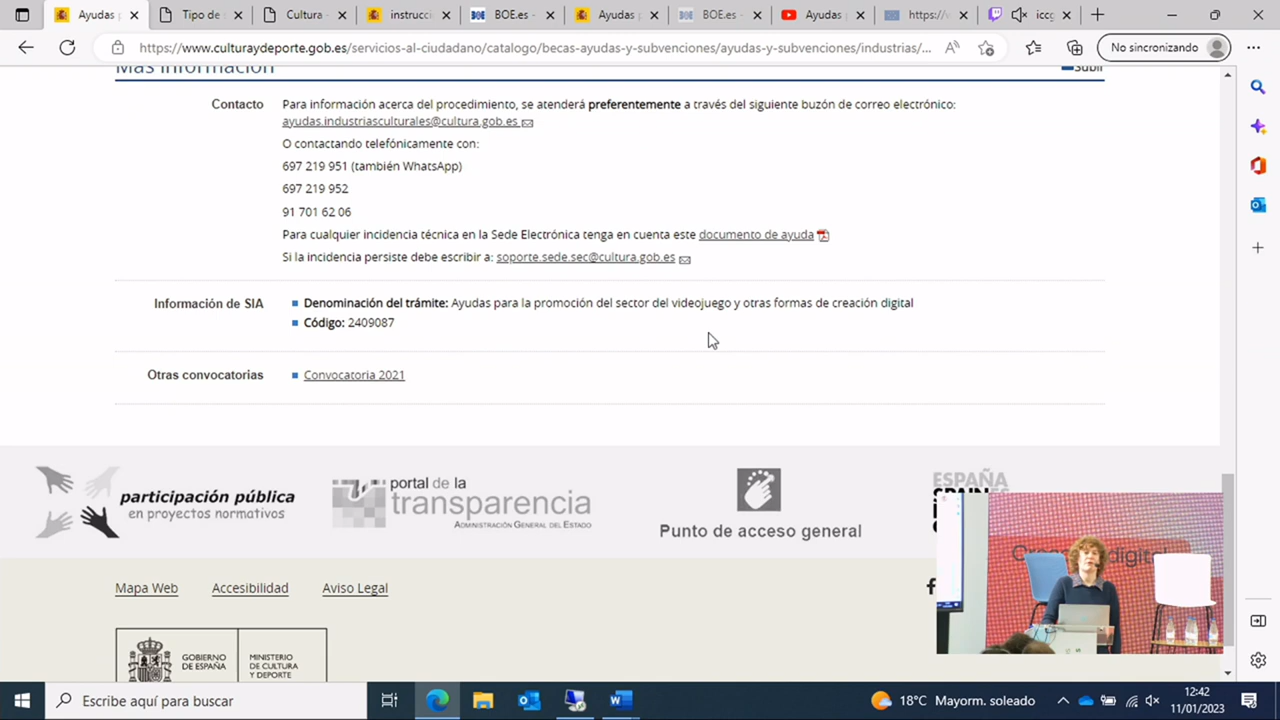 Ayudas
Tipo de
Cultura -
instrucci
BOE.es -
Ayudas p
BOE.es -
Ayudas p
https://v
iccg
No sincronizando
https://www.culturaydeporte.gob.es/servicios-al-ciudadano/catalogo/becas-ayudas-y-subvenciones/ayudas-y-subvenciones/industrias/...
Más información
Subir
Contacto
Para información acerca del procedimiento, se atenderá preferentemente a través del siguiente buzón de correo electrónico:
ayudas.industriasculturales@cultura.gob.es
O contactando telefónicamente con:
697 219 951 (también WhatsApp)
697 219 952
91 701 62 06
Para cualquier incidencia técnica en la Sede Electrónica tenga en cuenta este documento de ayuda
Si la incidencia persiste debe escribir a: soporte.sede.sec@cultura.gob.es
Información de SIA
Denominación del trámite: Ayudas para la promoción del sector del videojuego y otras formas de creación digital
Código: 2409087
Otras convocatorias
Convocatoria 2021
participación pública
en proyectos normativos
portal de la
transparencia
ADMINISTRACIÓN GENERAL DEL ESTADO
Punto de acceso general
ESPAÑA
digital
Mapa Web
Accesibilidad
Aviso Legal
GOBIERNO
DE ESPAÑA
MINISTERIO
DE CULTURA
Y DEPORTE
Escribe aquí para buscar
18°C Mayorm. soleado
12:42
11/01/2023